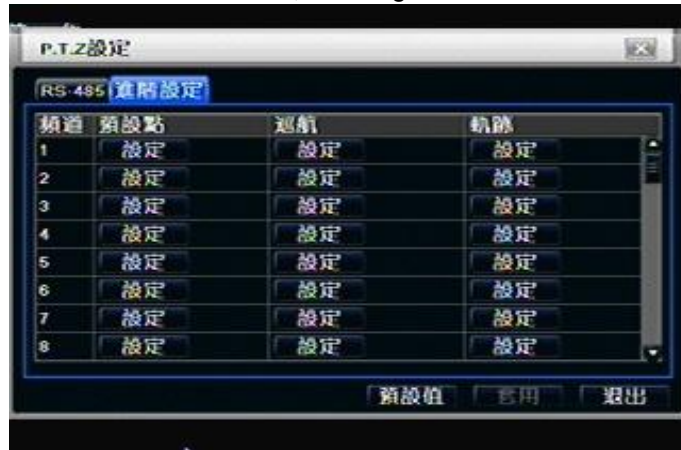 P.T.Z設定
RS-485 進階設定
頻道 預設點 巡航 軌跡
1 設定 設定 設定
2 設定 設定 設定
3 設定 設定 設定
4 設定 設定 設定
5 設定 設定 設定
6 設定 設定 設定
7 設定 設定 設定
8 設定 設定 設定
預設值 套用 退出